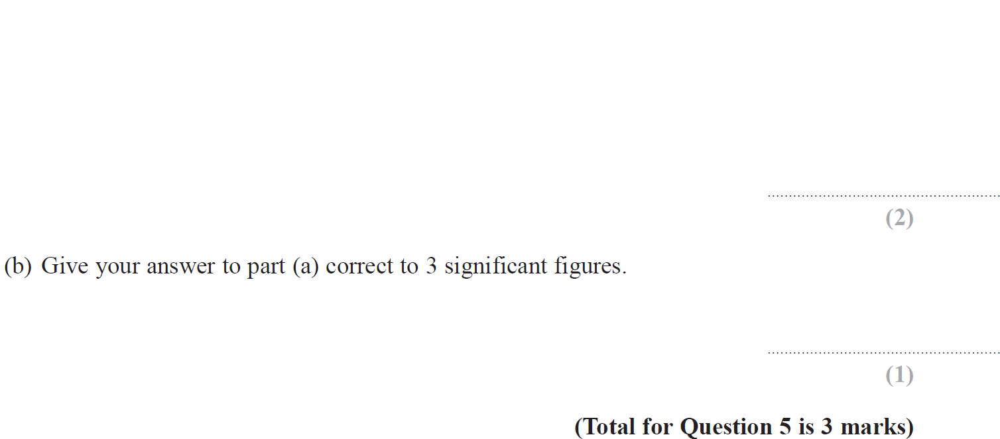 (2)
(b) Give your answer to part (a) correct to 3 significant figures.
(1)
(Total for Question 5 is 3 marks)